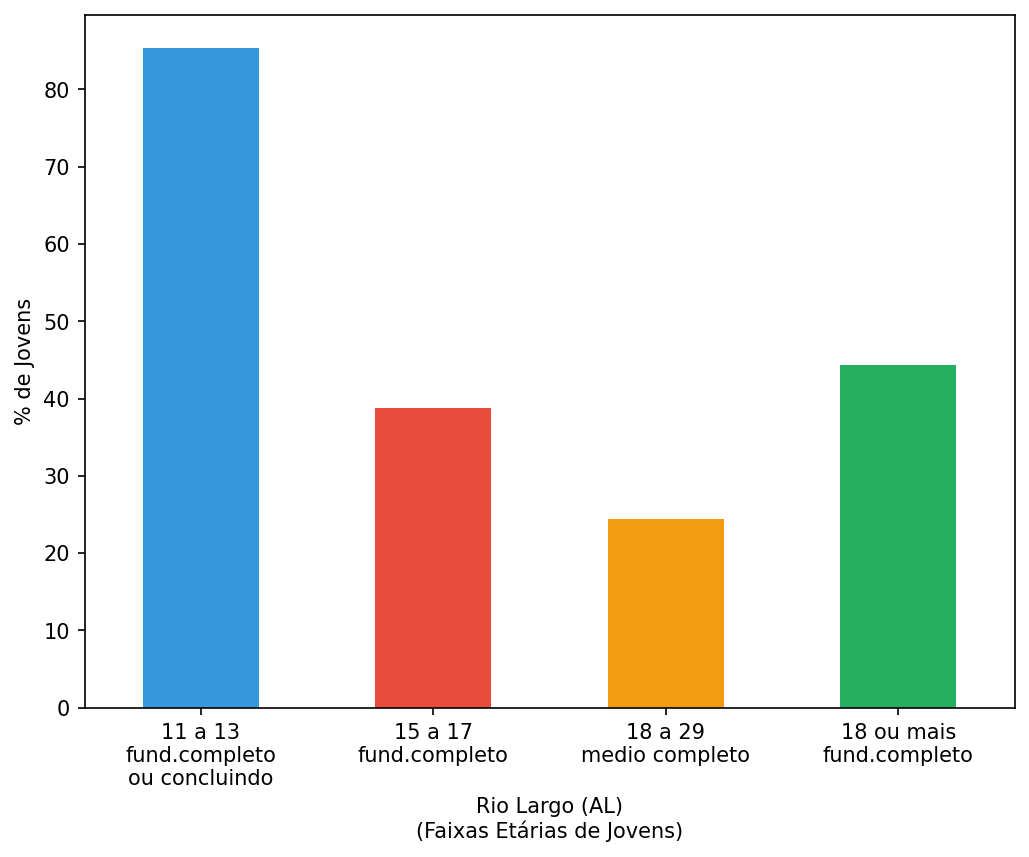 % de Jovens
80
70
60
50
40
30
20
10
0
11 a 13
fund.completo
ou concluindo
15 a 17
fund.completo
18 a 29
medio completo
18 ou mais
fund.completo
Rio Largo (AL)
(Faixas Etárias de Jovens)